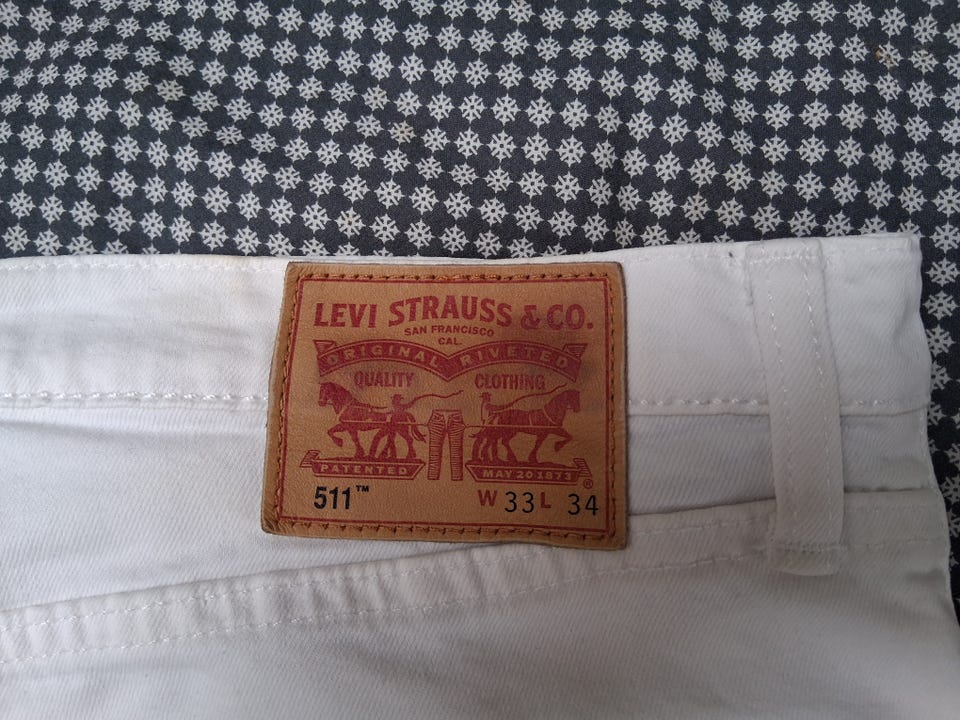 LEVI STRAUSS & CO.
SAN FRANCISCO
CAL.
ORIGINAL RIVETED
QUALITY CLOTHING
PATENTED MAY 20 1873
®
511™ W 33 L 34